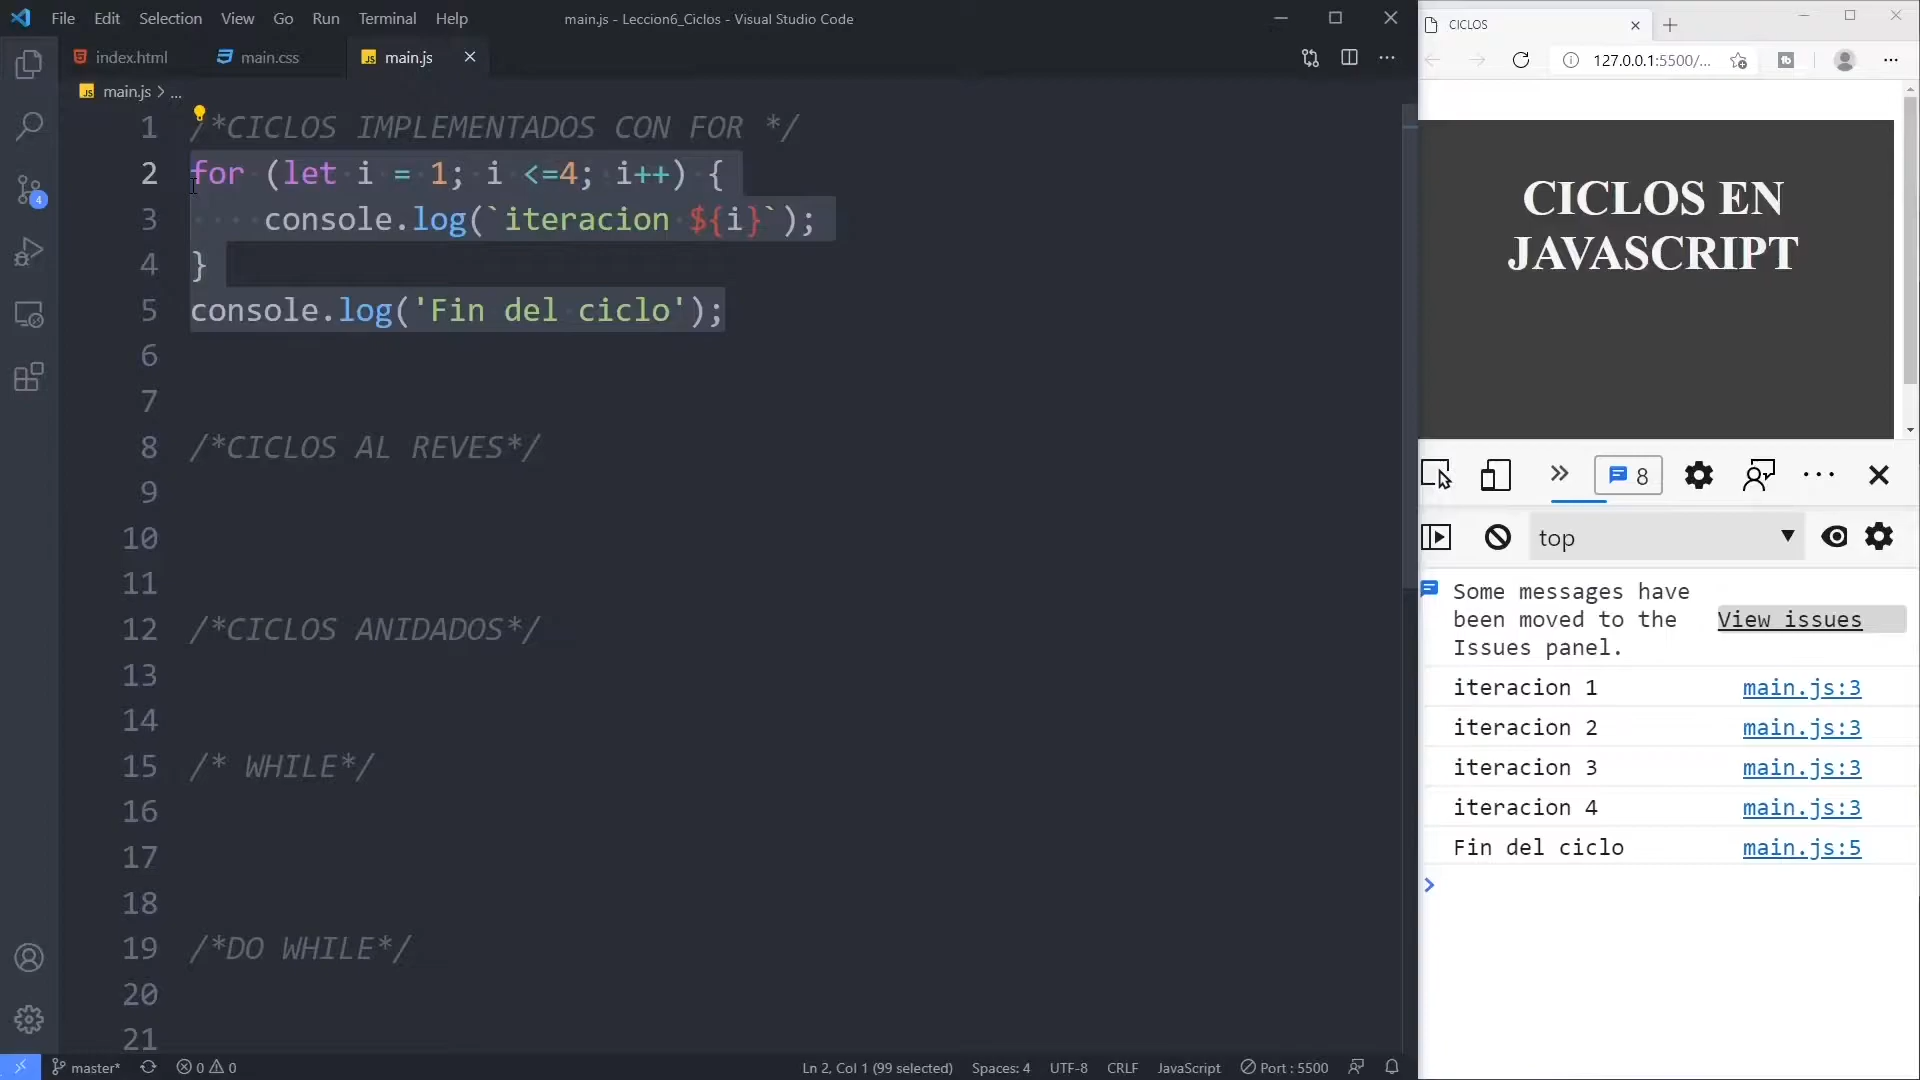 File Edit Selection View Go Run Terminal Help
main.js - Leccion6_Ciclos - Visual Studio Code
index.html main.css JS main.js
JS main.js > ...
1 /*CICLOS IMPLEMENTADOS CON FOR */
2 for (let i = 1; i <=4; i++) {
3 console.log(`iteracion ${i}`);
4 }
5 console.log('Fin del ciclo');
6
7
8 /*CICLOS AL REVES*/
9
10
11
12 /*CICLOS ANIDADOS*/
13
14
15 /* WHILE*/
16
17
18
19 /*DO WHILE*/
20
21
4
master* 0 0 Ln 2, Col 1 (99 selected) Spaces: 4 UTF-8 CRLF JavaScript Port : 5500
CICLOS
127.0.0.1:5500/...
CICLOS EN
JAVASCRIPT
8
top
Some messages have
been moved to the
Issues panel.
View issues
iteracion 1 main.js:3
iteracion 2 main.js:3
iteracion 3 main.js:3
iteracion 4 main.js:3
Fin del ciclo main.js:5